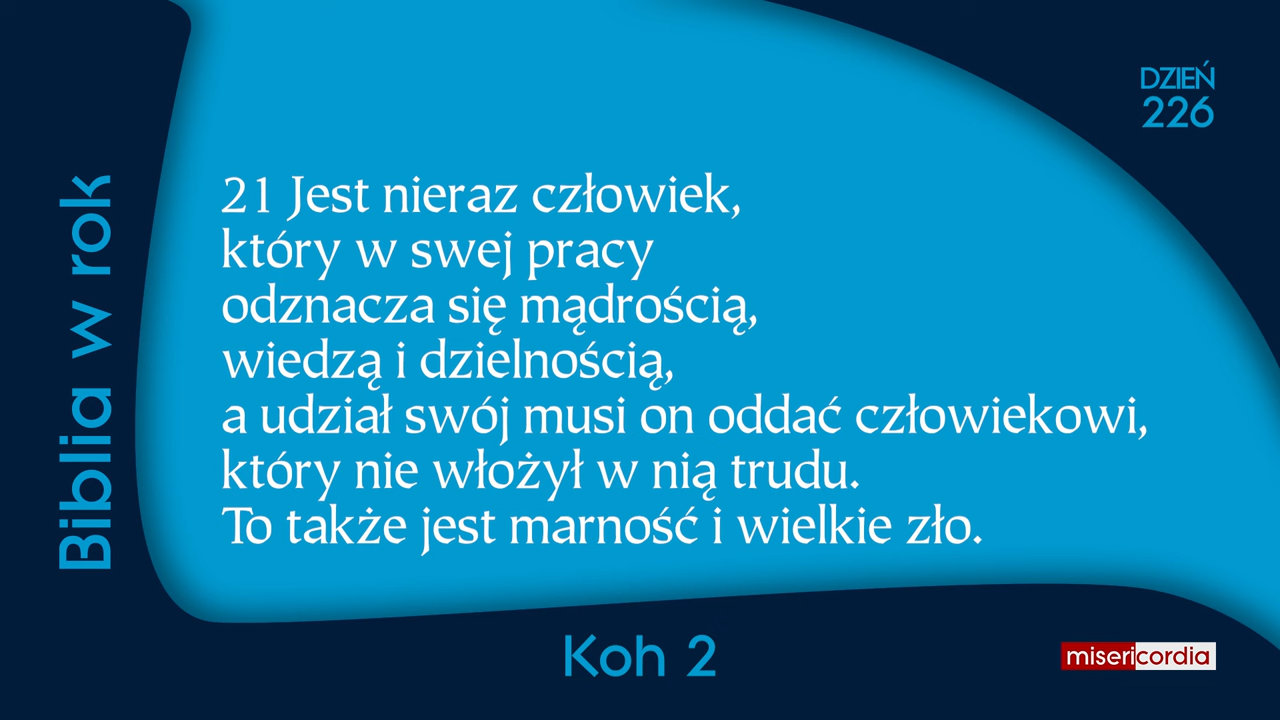 DZIEŃ
226
Biblia w rok
21 Jest nieraz człowiek,
który w swej pracy
odznacza się mądrością,
wiedzą i dzielnością,
a udział swój musi on oddać człowiekowi,
który nie włożył w nią trudu.
To także jest marność i wielkie zło.
Koh 2
misericordia